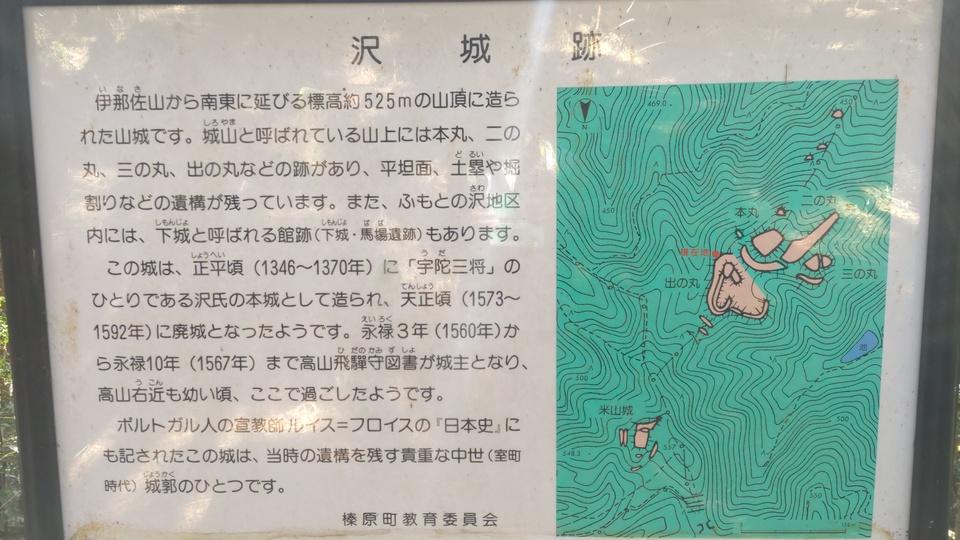 沢城跡
伊那佐山から南東に延びる標高約525mの山頂に造ら
れた山城です。城山と呼ばれている山上には本丸、二の
丸、三の丸、出の丸などの跡があり、平坦面、土塁や掘
割りなどの遺構が残っています。また、ふもとの沢地区
内には、下城と呼ばれる館跡(下城・馬場遺跡)もあります。
この城は、正平頃(1346～1370年)に「宇陀三将」の
ひとりである沢氏の本城として造られ、天正頃(1573～
1592年)に廃城となったようです。永禄3年(1560年)か
ら永禄10年(1567年)まで高山飛騨守図書が城主となり、
高山右近も幼い頃、ここで過ごしたようです。
ポルトガル人の宣教師ルイス=フロイスの『日本史』に
も記されたこの城は、当時の遺構を残す貴重な中世(室町
時代)城郭のひとつです。
榛原町教育委員会
N
469.0
450
450
本丸
二の丸
現在地
出の丸
三の丸
池
500
米山城
500
548.3
557
550